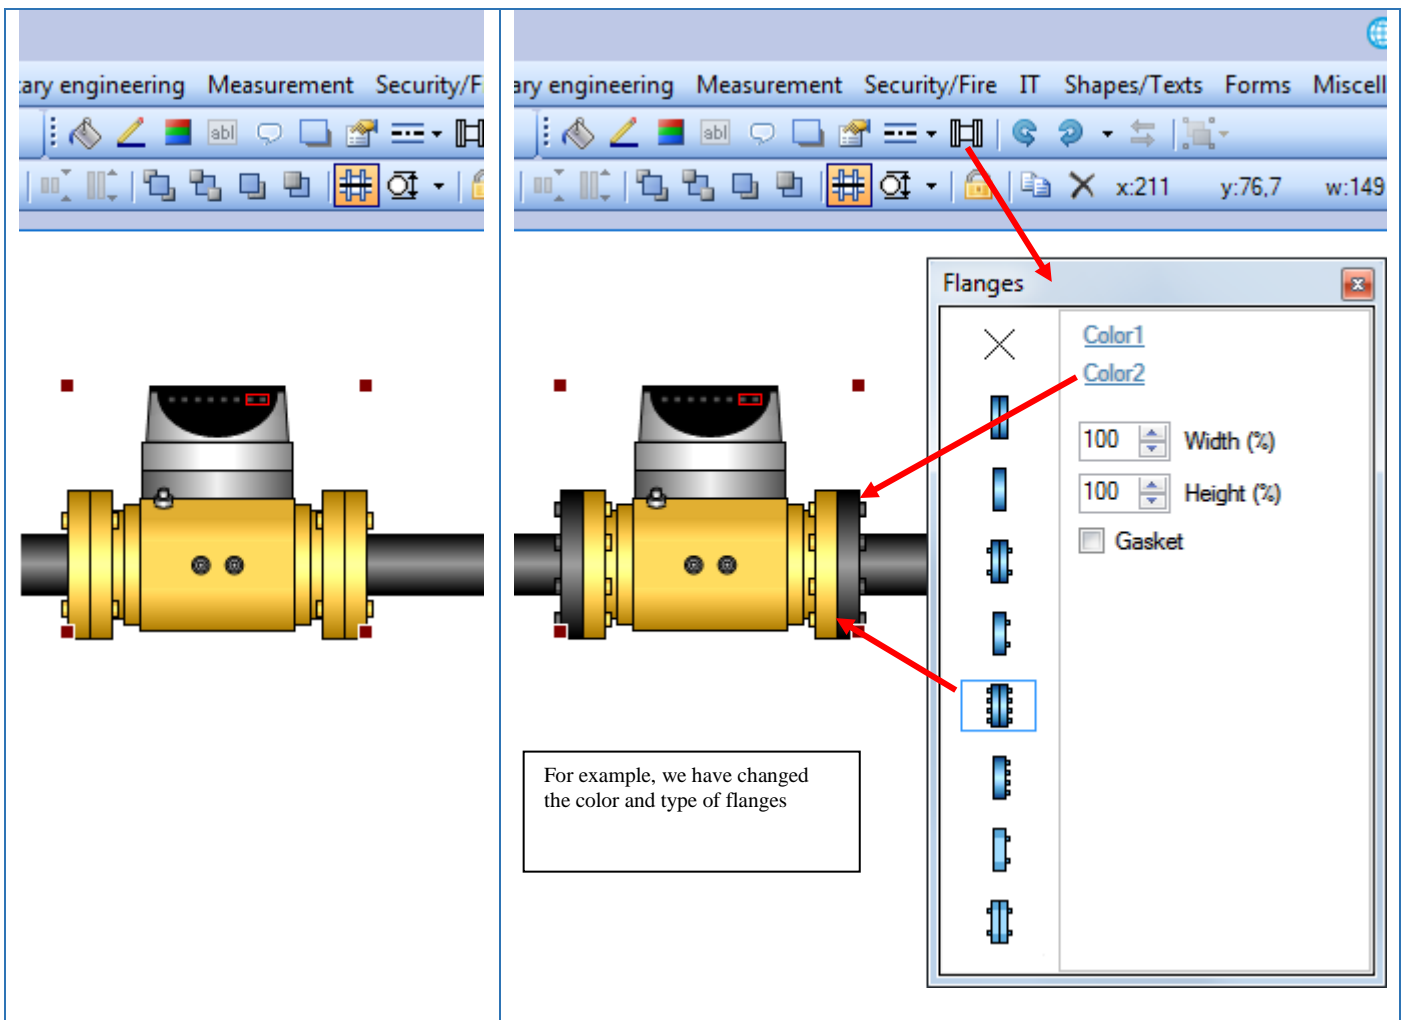 ary engineering Measurement Security/F
abl
ary engineering Measurement Security/Fire IT Shapes/Texts Forms Miscell
abl
x:211 y:76,7 w:149
Flanges
Color1
Color2
100 Width (%)
100 Height (%)
Gasket
For example, we have changed
the color and type of flanges